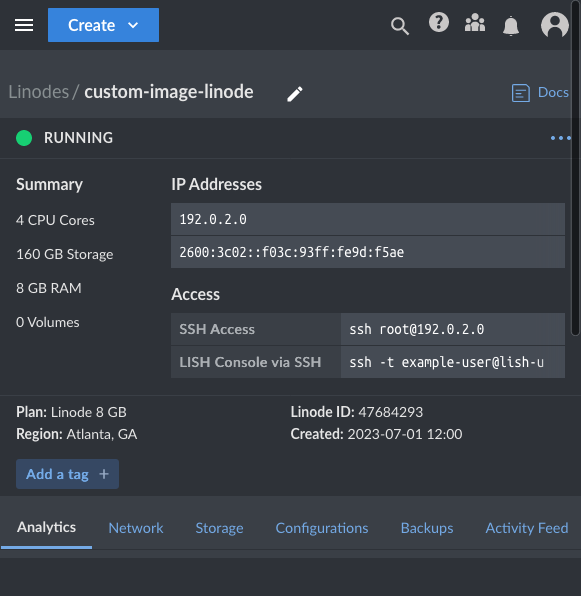 Create
Linodes / custom-image-linode
Docs
RUNNING
Summary
4 CPU Cores
160 GB Storage
8 GB RAM
0 Volumes
IP Addresses
192.0.2.0
2600:3c02::f03c:93ff:fe9d:f5ae
Access
SSH Access ssh root@192.0.2.0
LISH Console via SSH ssh -t example-user@lish-u
Plan: Linode 8 GB
Region: Atlanta, GA
Linode ID: 47684293
Created: 2023-07-01 12:00
Add a tag +
Analytics Network Storage Configurations Backups Activity Feed